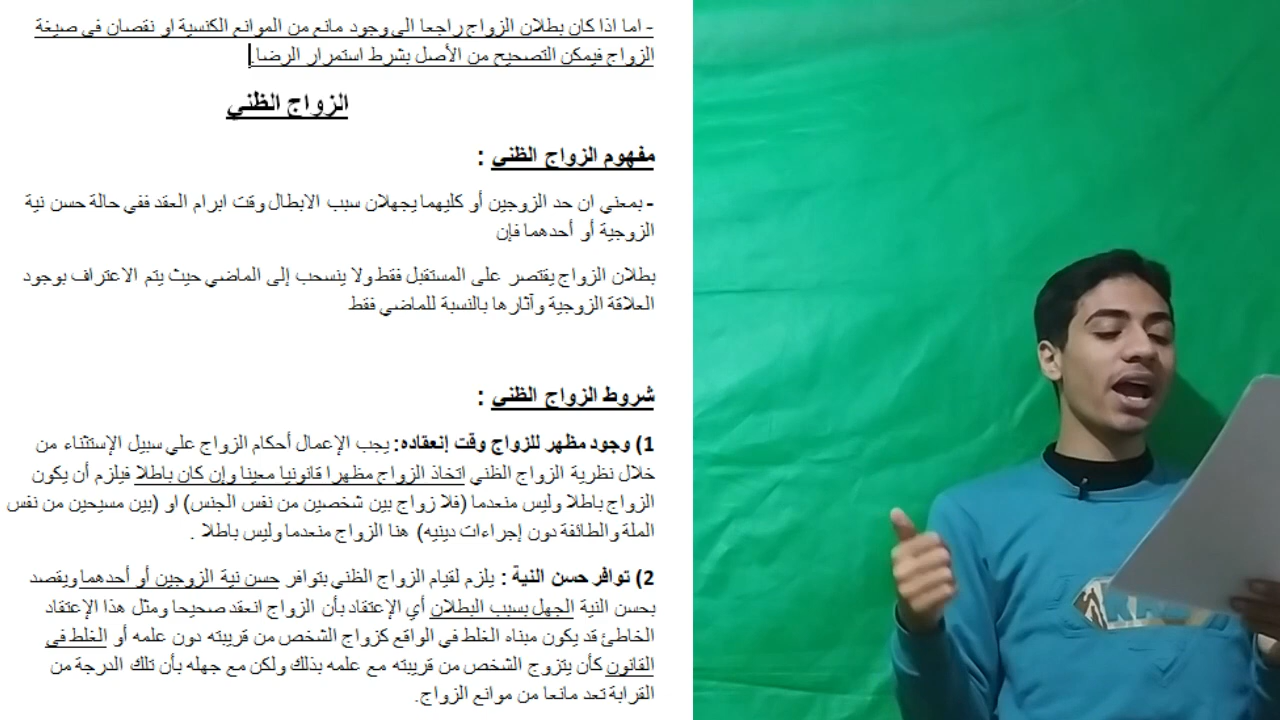 - اما اذا كان بطلان الزواج راجعا الى وجود مانع من الموانع الكنسية او نقصان في صيغة
الزواج فيمكن التصحيح من الأصل بشرط استمرار الرضا.
الزواج الظني
مفهوم الزواج الظني :
- بمعني ان حد الزوجين أو كليهما يجهلان سبب الابطال وقت ابرام العقد ففي حالة حسن نية
الزوجية أو أحدهما فإن
بطلان الزواج يقتصر على المستقبل فقط ولا ينسحب إلى الماضي حيث يتم الاعتراف بوجود
العلاقة الزوجية وآثارها بالنسبة للماضي فقط
شروط الزواج الظني :
1) وجود مظهر للزواج وقت إنعقاده: يجب الإعمال أحكام الزواج علي سبيل الإستثناء من
خلال نظرية الزواج الظني اتخاذ الزواج مظهرا قانونيا معينا وإن كان باطلا فيلزم أن يكون
الزواج باطلا وليس منعدما (فلا زواج بين شخصين من نفس الجنس) او (بين مسيحين من نفس
الملة والطائفة دون إجراءات دينيه) هنا الزواج منعدما وليس باطلا .
2) توافر حسن النية : يلزم لقيام الزواج الظني بتوافر حسن نية الزوجين أو أحدهما ويقصد
بحسن النية الجهل بسبب البطلان أي الإعتقاد بأن الزواج انعقد صحيحا ومثل هذا الإعتقاد
الخاطئ قد يكون مبناه الغلط في الواقع كزواج الشخص من قريبته دون علمه أو الغلط في
القانون كأن يتزوج الشخص من قريبته مع علمه بذلك ولكن مع جهله بأن تلك الدرجة من
القرابة تعد مانعا من موانع الزواج.